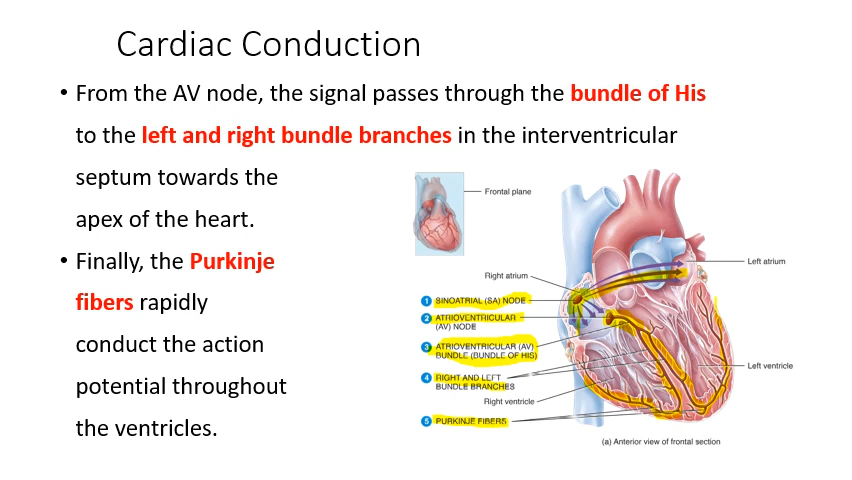 Cardiac Conduction
• From the AV node, the signal passes through the bundle of His
to the left and right bundle branches in the interventricular
septum towards the
apex of the heart.
• Finally, the Purkinje
fibers rapidly
conduct the action
potential throughout
the ventricles.
Frontal plane
Left atrium
Right atrium
1 SINOATRIAL (SA) NODE
2 ATRIOVENTRICULAR
(AV) NODE
3 ATRIOVENTRICULAR (AV)
BUNDLE (BUNDLE OF HIS)
4 RIGHT AND LEFT
BUNDLE BRANCHES
Left ventricle
Right ventricle
5 PURKINJE FIBERS
(a) Anterior view of frontal section